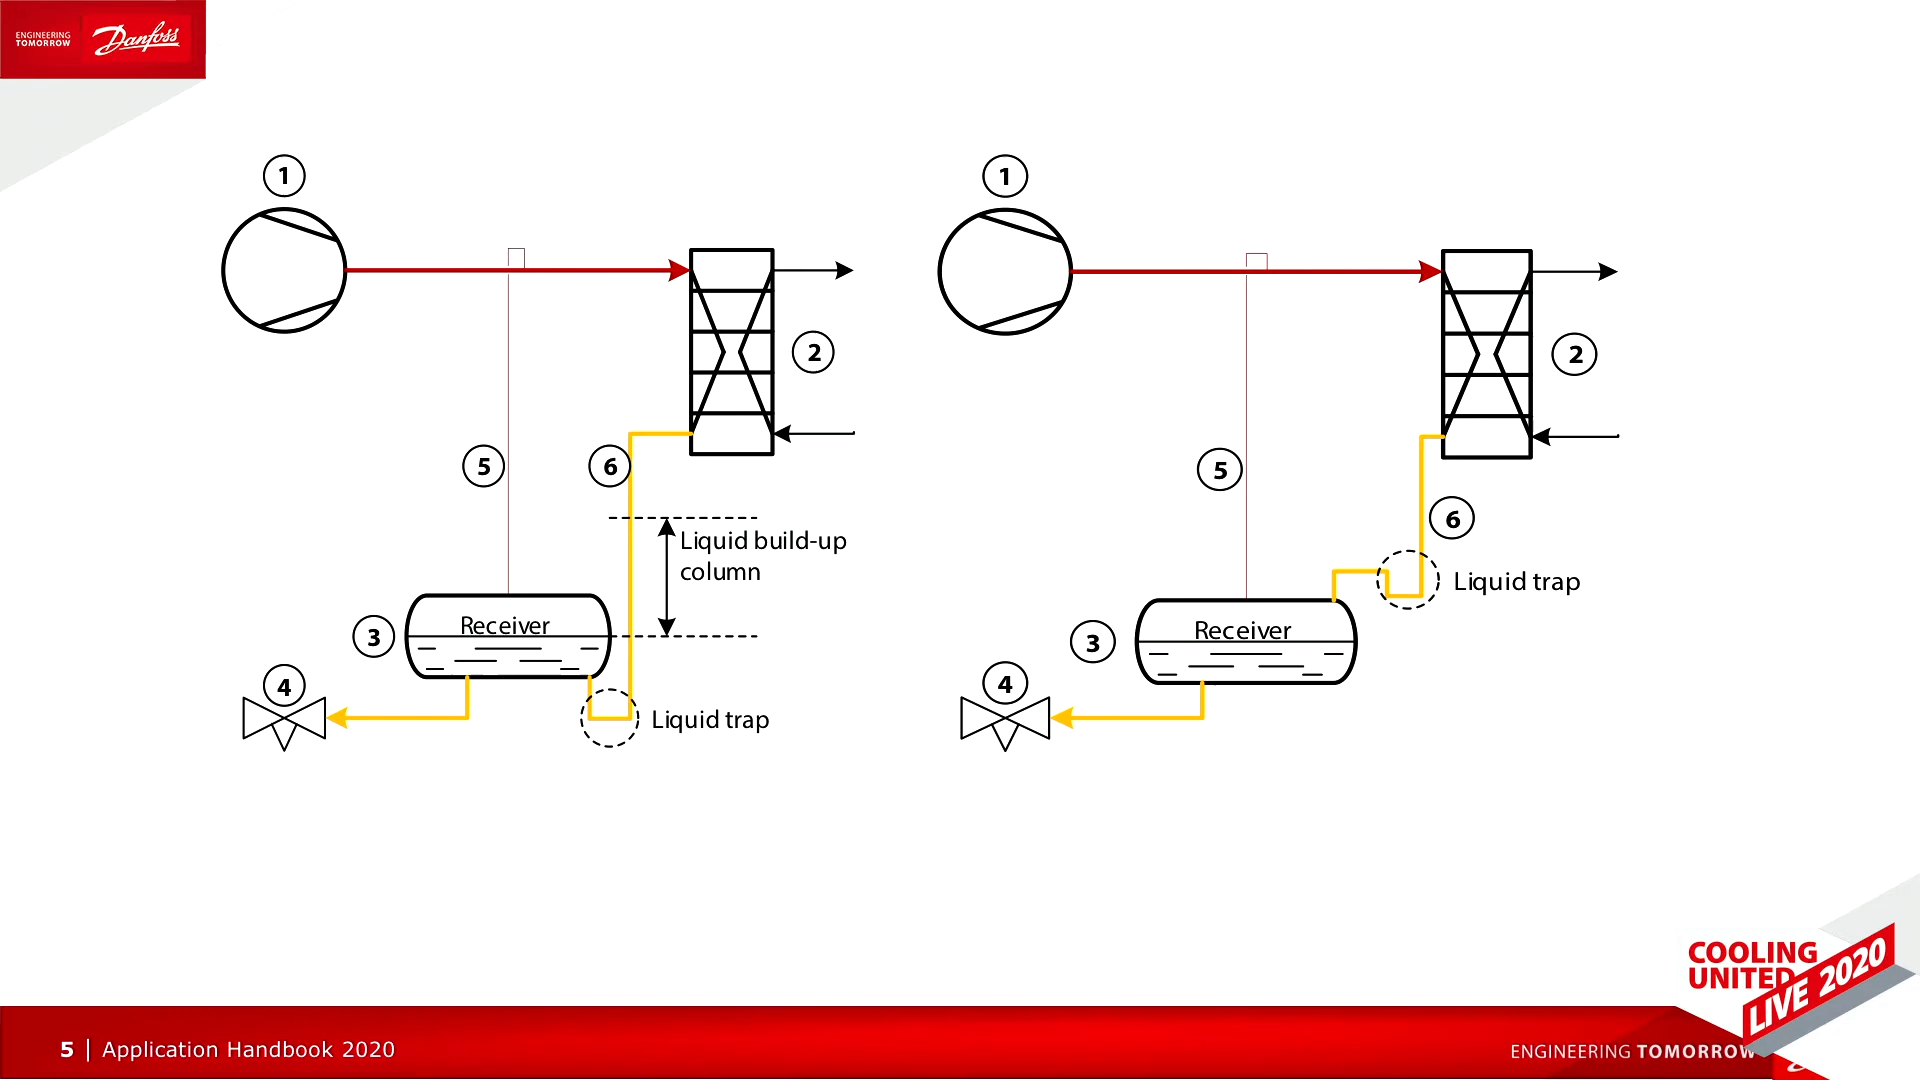 ENGINEERING
TOMORROW
Danfoss
1
1
2
2
5
6
5
6
Liquid build-up
column
Liquid trap
Receiver
3
Receiver
3
4
4
Liquid trap
COOLING
UNITED
LIVE 2020
5 | Application Handbook 2020
ENGINEERING TOMORROW